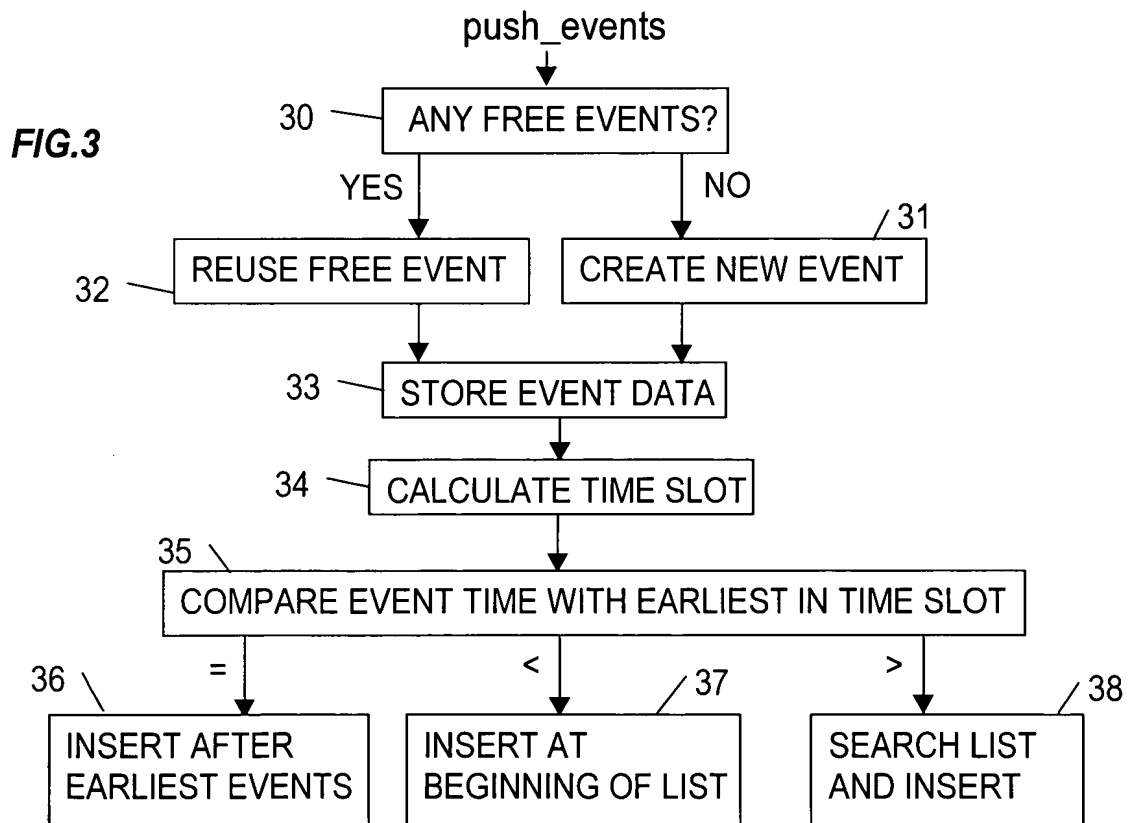 push_events
30
ANY FREE EVENTS?
FIG.3
YES
NO
31
REUSE FREE EVENT
CREATE NEW EVENT
32
33
STORE EVENT DATA
34
CALCULATE TIME SLOT
35
COMPARE EVENT TIME WITH EARLIEST IN TIME SLOT
=
<
>
36
37
38
INSERT AFTER
EARLIEST EVENTS
INSERT AT
BEGINNING OF LIST
SEARCH LIST
AND INSERT